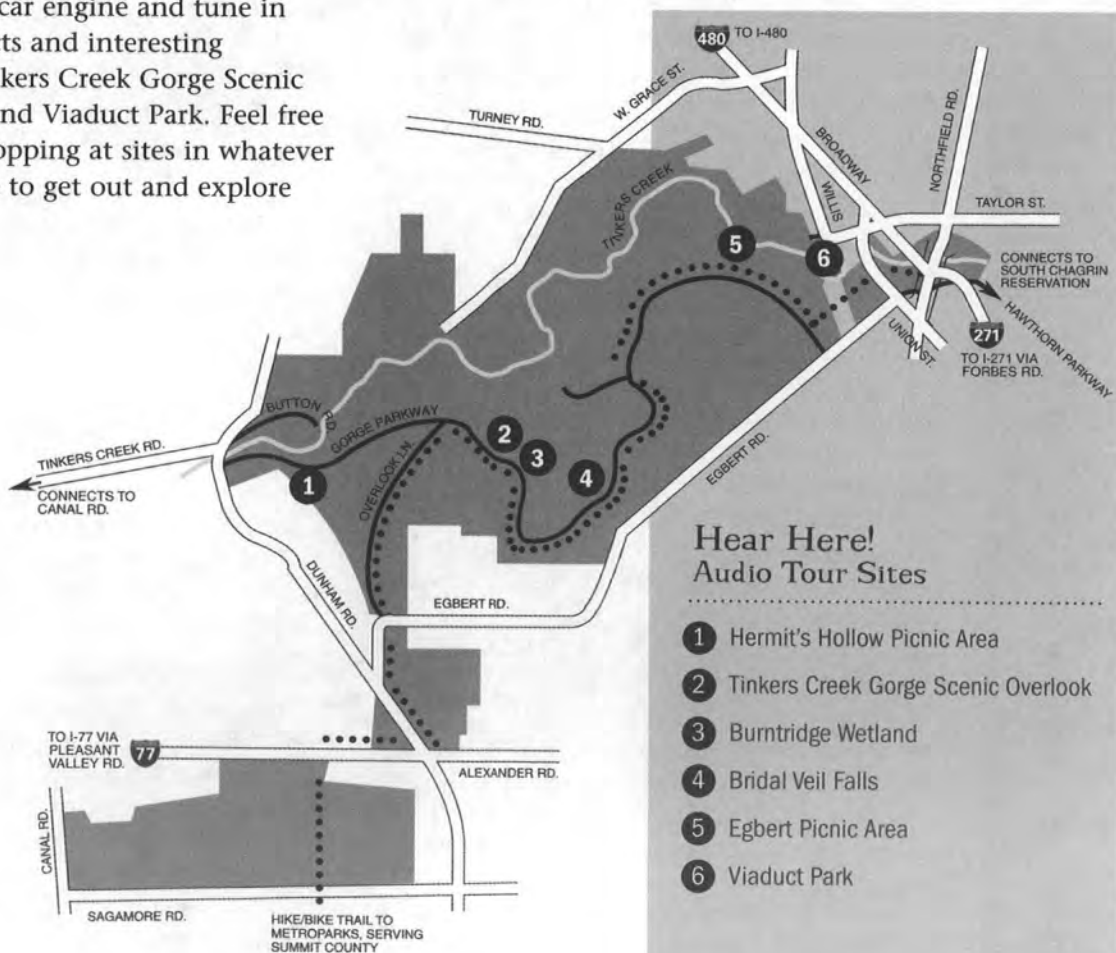 car engine and tune in
cts and interesting
nkers Creek Gorge Scenic
nd Viaduct Park. Feel free
opping at sites in whatever
e to get out and explore
480 TO I-480
W. GRACE ST.
TURNEY RD.
BROADWAY
NORTHFIELD RD.
WILLIS
TAYLOR ST.
TINKERS CREEK
5
6
CONNECTS TO
SOUTH CHAGRIN
RESERVATION
HAWTHORN PARKWAY
UNION ST.
271
TO I-271 VIA
FORBES RD.
BUTTON RD.
GORGE PARKWAY
TINKERS CREEK RD.
CONNECTS TO
CANAL RD.
1
OVERLOOK LN.
2
3
4
EGBERT RD.
DUNHAM RD.
EGBERT RD.
TO I-77 VIA
PLEASANT
VALLEY RD.
77
ALEXANDER RD.
CANAL RD.
SAGAMORE RD.
HIKE/BIKE TRAIL TO
METROPARKS, SERVING
SUMMIT COUNTY
Hear Here!
Audio Tour Sites
1 Hermit's Hollow Picnic Area
2 Tinkers Creek Gorge Scenic Overlook
3 Burntridge Wetland
4 Bridal Veil Falls
5 Egbert Picnic Area
6 Viaduct Park